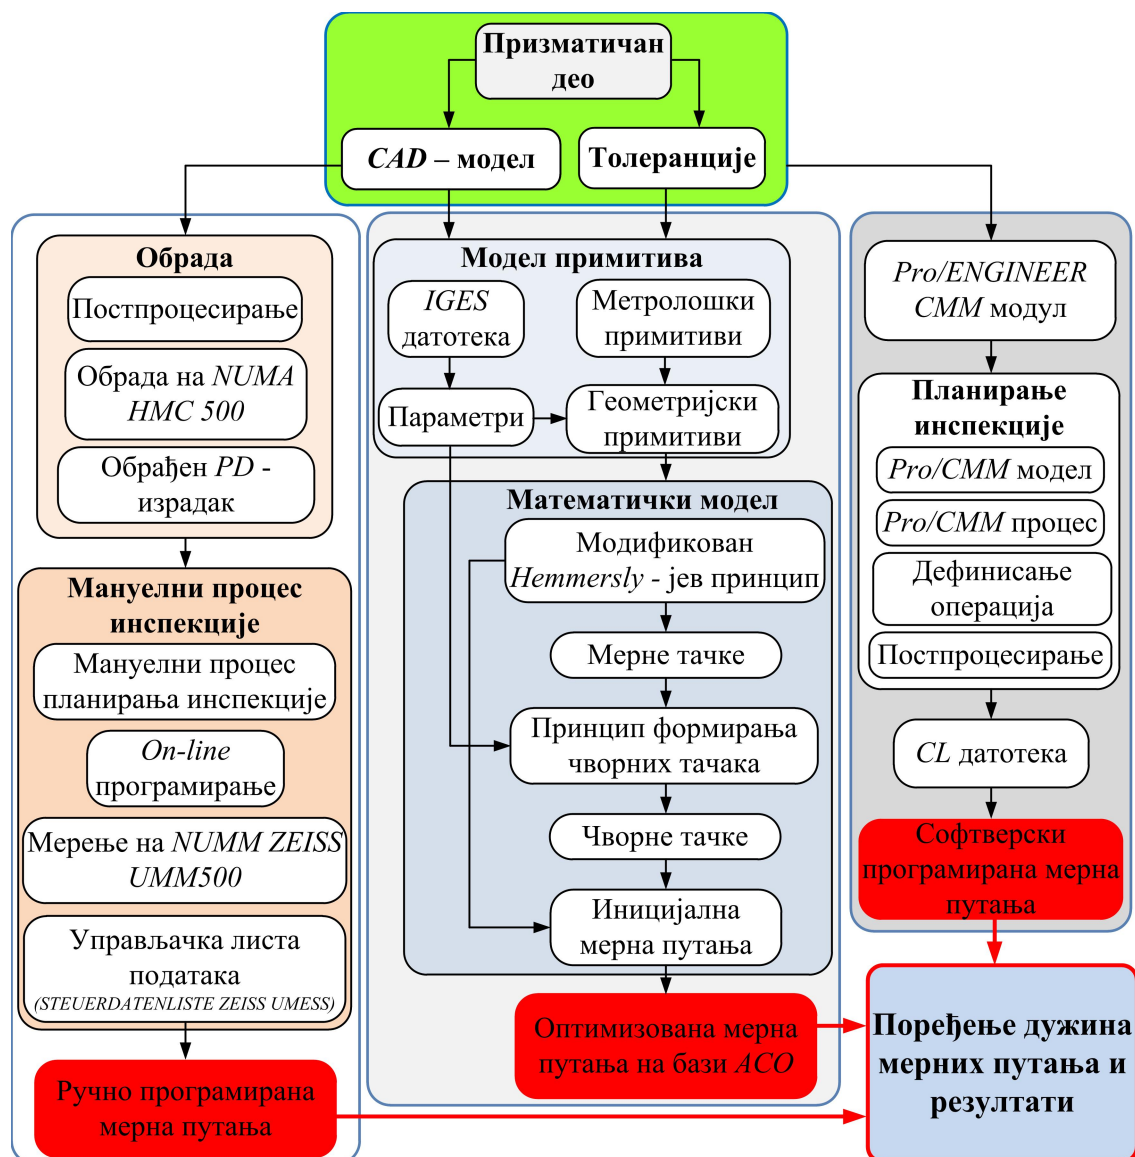 Призматичан
део
CAD – модел
Толеранције
Обрада
Постпроцесирање
Обрада на NUMA
HMC 500
Обрађен PD -
израдак
Мануелни процес
инспекције
Мануелни процес
планирања инспекције
On-line
програмирање
Мерење на NUMM ZEISS
UMM500
Управљачка листа
података
(STEUERDATENLISTE ZEISS UMESS)
Ручно програмирана
мерна путања
Модел примитива
IGES
датотека
Метролошки
примитиви
Параметри
Геометријски
примитиви
Математички модел
Модификован
Hemmersly - јев принцип
Мерне тачке
Принцип формирања
чворних тачака
Чворне тачке
Иницијална
мерна путања
Оптимизована мерна
путања на бази ACO
Pro/ENGINEER
CMM модул
Планирање
инспекције
Pro/CMM модел
Pro/CMM процес
Дефинисање
операција
Постпроцесирање
CL датотека
Софтверски
програмирана мерна
путања
Поређење дужина
мерних путања и
резултати